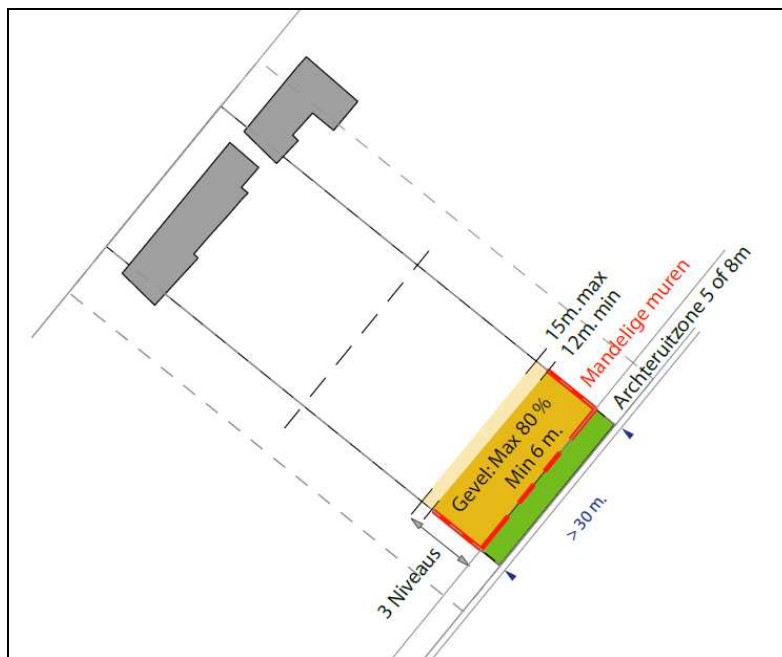 15m. max
12m. min
Mandelige muren
Archteruitzone 5 of 8m
Gevel: Max 80 %
Min 6 m.
> 30 m.
3 Niveaus